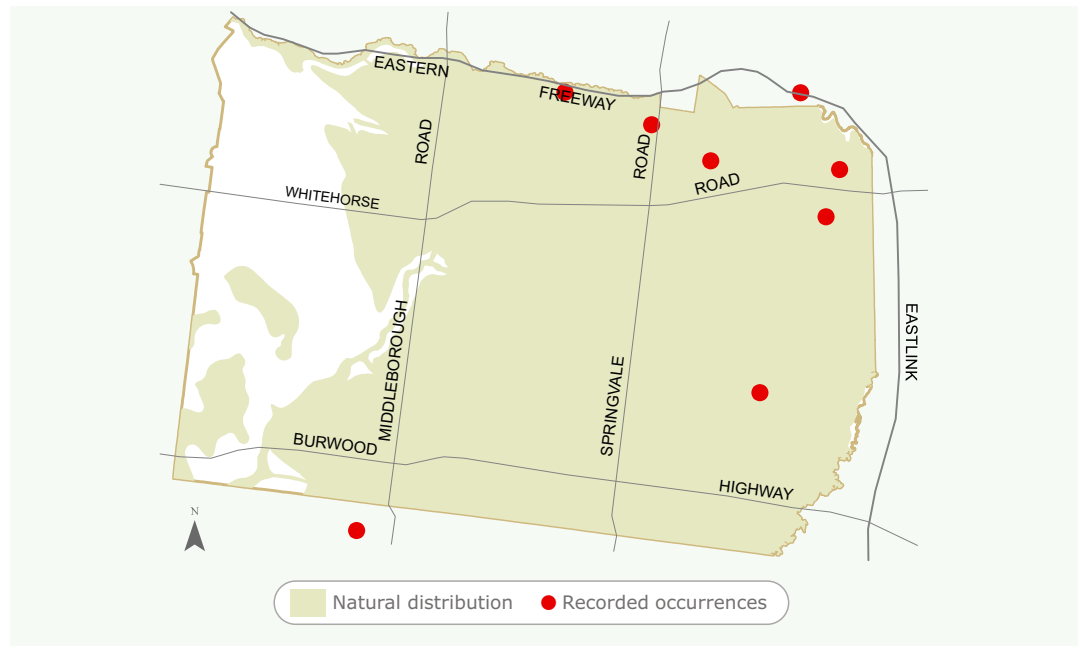 EASTERN
FREEWAY
ROAD
ROAD
ROAD
WHITEHORSE
MIDDLEBOROUGH
EASTLINK
SPRINGVALE
BURWOOD
HIGHWAY
N
Natural distribution
Recorded occurrences